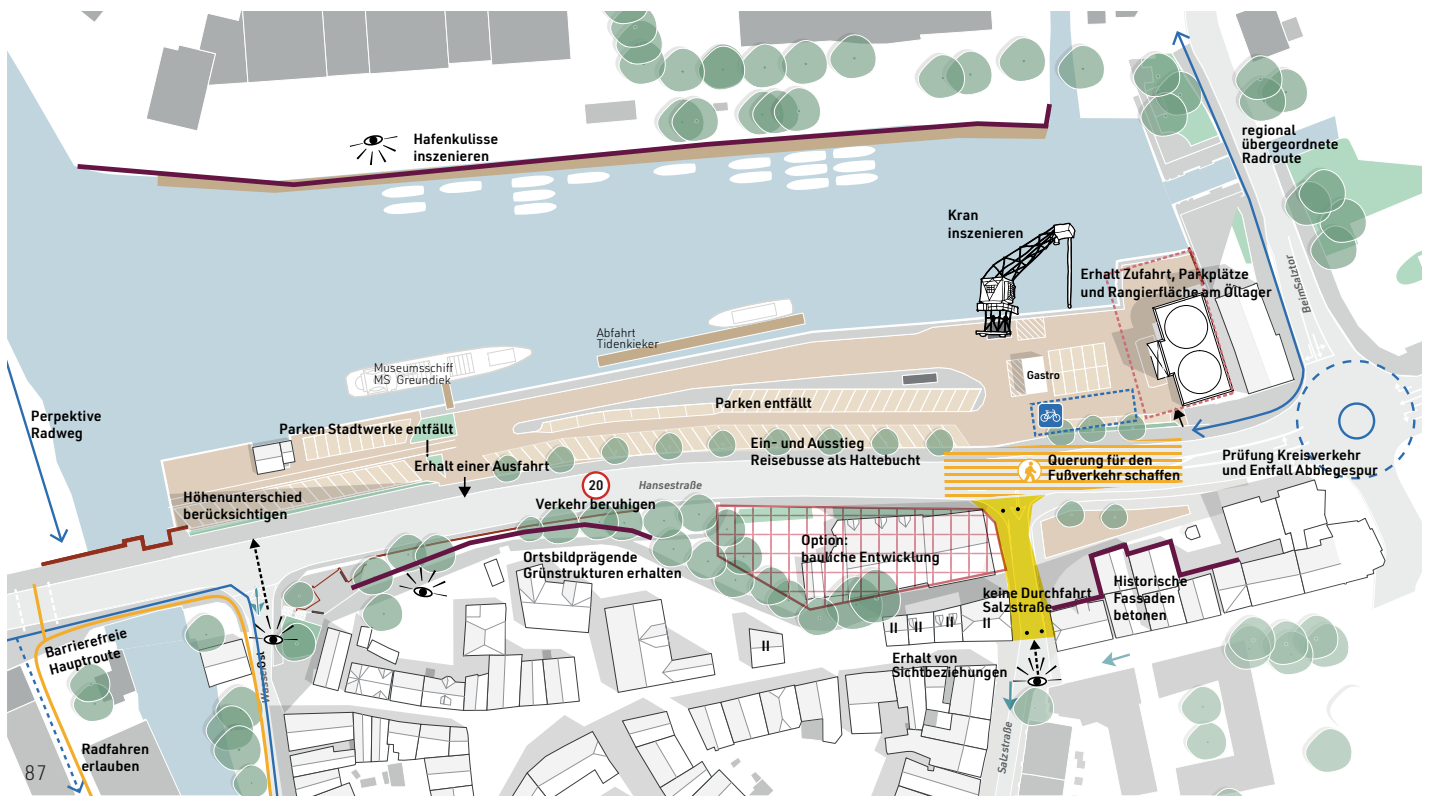 Hafenkulisse
inszenieren
regional
übergeordnete
Radroute
Kran
inszenieren
Erhalt Zufahrt, Parkplätze
und Rangierfläche am Öllager
BeimSalztor
Abfahrt
Tidenkieker
Museumsschiff
MS Greundiek
Gastro
Parken entfällt
Perpektive
Radweg
Parken Stadtwerke entfällt
Ein- und Ausstieg
Reisebusse als Haltebucht
Erhalt einer Ausfahrt
Querung für den
Fußverkehr schaffen
Prüfung Kreisverkehr
und Entfall Abbiegespur
20
Hansestraße
Verkehr beruhigen
Höhenunterschied
berücksichtigen
Option:
bauliche Entwicklung
Ortsbildprägende
Grünstrukturen erhalten
keine Durchfahrt
Salzstraße
Historische
Fassaden
betonen
II
II
II
II
II
Barrierefreie
Hauptroute
Erhalt von
Sichtbeziehungen
Salzstraße
Radfahren
erlauben
87